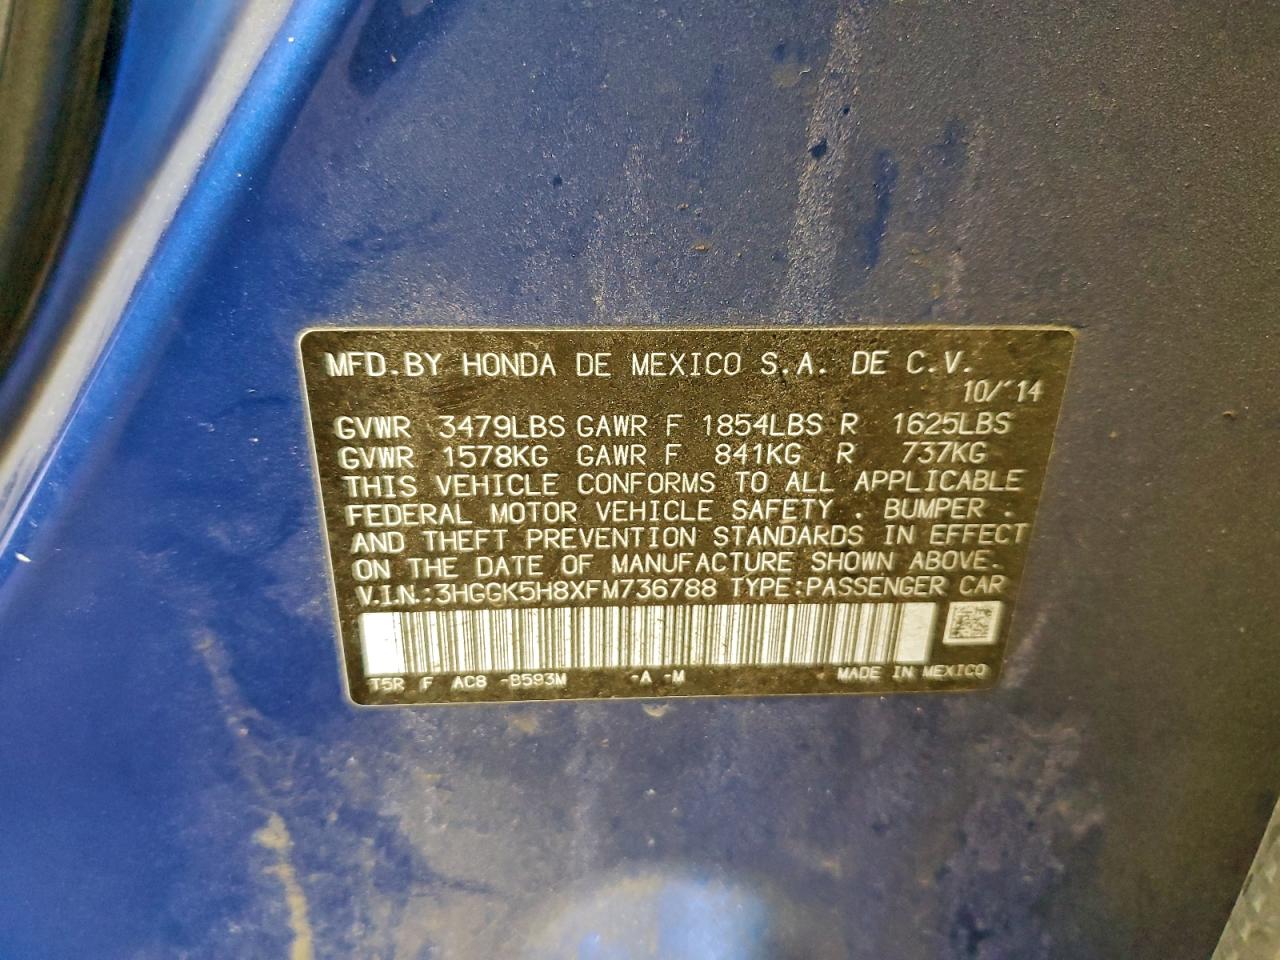 MFD.BY HONDA DE MEXICO S.A. DE C.V.
10/'14
GVWR 3479LBS GAWR F 1854LBS R 1625LBS
GVWR 1578KG GAWR F 841KG R 737KG
THIS VEHICLE CONFORMS TO ALL APPLICABLE
FEDERAL MOTOR VEHICLE SAFETY . BUMPER .
AND THEFT PREVENTION STANDARDS IN EFFECT
ON THE DATE OF MANUFACTURE SHOWN ABOVE.
V.I.N.:3HGGK5H8XFM736788 TYPE:PASSENGER CAR
T5R F AC8 -B593M -A -M MADE IN MEXICO